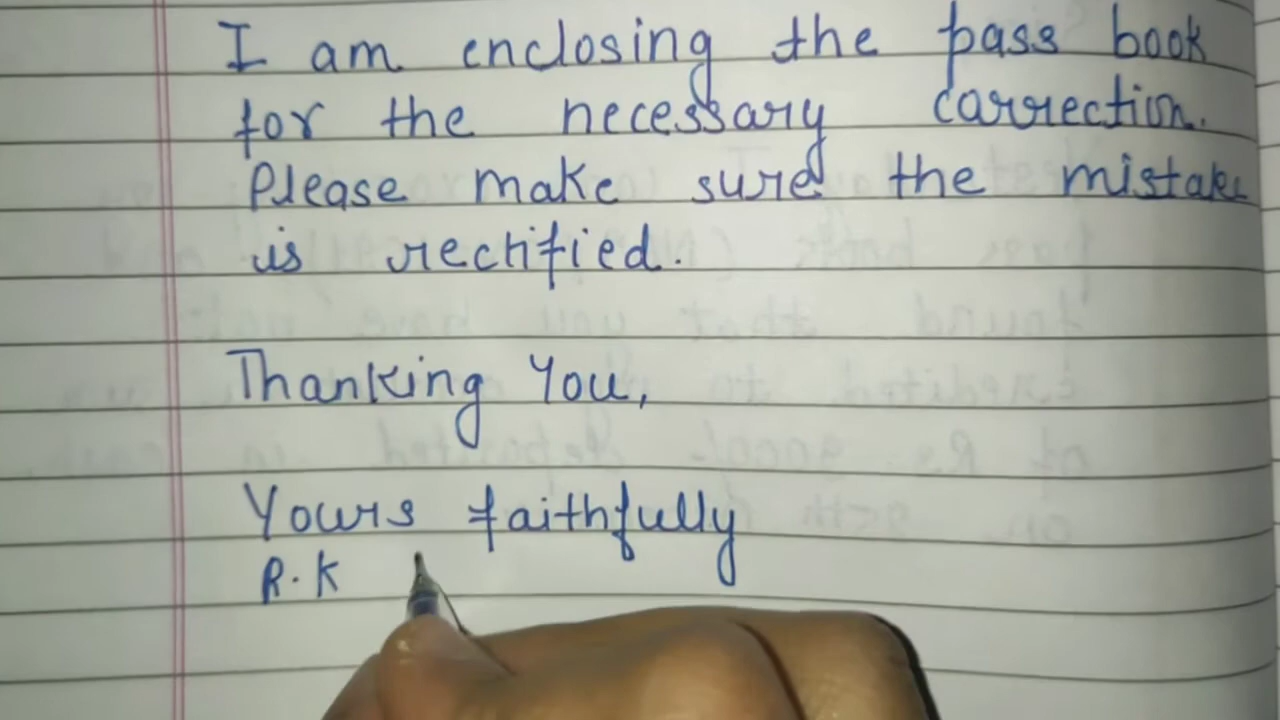 I am enclosing the pass book
for the necessary correction.
Please make sure the mistake
is rectified.
Thanking You,
Yours faithfully
R.K